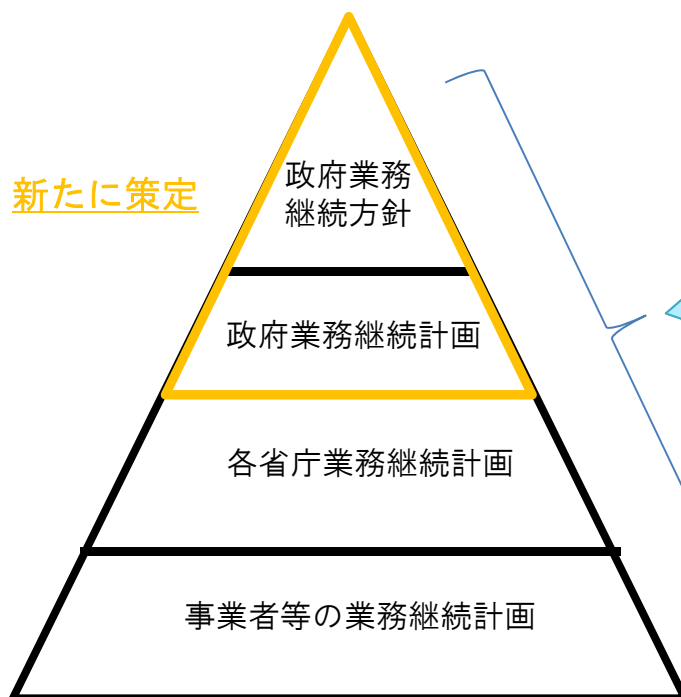 新たに策定
政府業務
継続方針
政府業務継続計画
各省庁業務継続計画
事業者等の業務継続計画